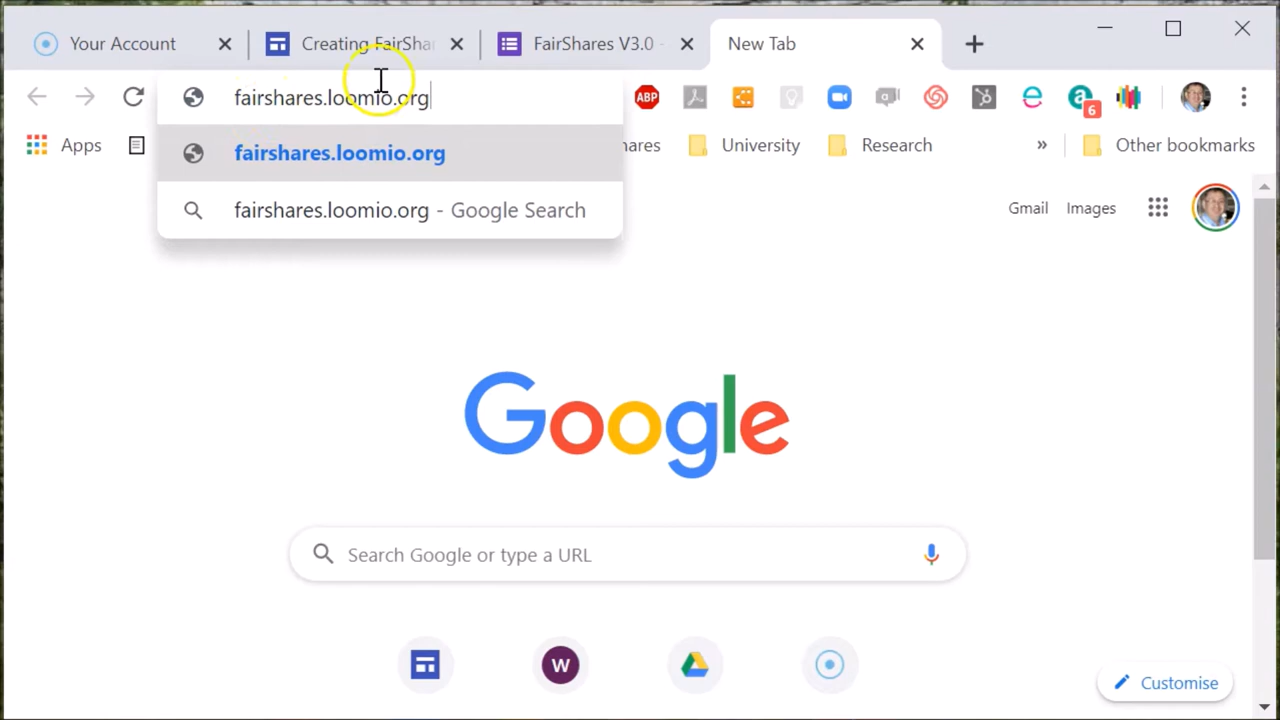 Your Account
Creating FairSha
FairShares V3.0 -
New Tab
fairshares.loomio.org
ABP
a
6
Apps
fairshares.loomio.org
hares
University
Research
»
Other bookmarks
fairshares.loomio.org - Google Search
Gmail
Images
Google
Search Google or type a URL
W
Customise